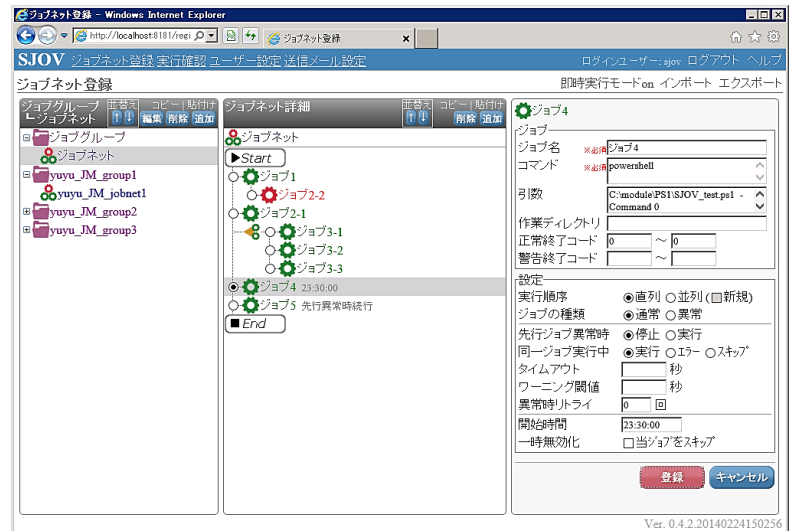 ジョブネット登録 - Windows Internet Explorer
http://localhost:8181/regi
ジョブネット登録
SJOV ジョブネット登録 実行確認 ユーザー設定 送信メール設定
ログインユーザー:sjov ログアウト ヘルプ
ジョブネット登録
即時実行モードon インポート エクスポート
ジョブグループ
┗ジョブネット
並替え コピー | 貼付け
↑ ↓ 編集 削除 追加
ジョブグループ
ジョブネット
yuyu_JM_group1
yuyu_JM_jobnet1
yuyu_JM_group2
yuyu_JM_group3
ジョブネット詳細
並替え コピー | 貼付け
↑ ↓ 削除 追加
ジョブネット
Start
ジョブ1
ジョブ2-2
ジョブ2-1
ジョブ3-1
ジョブ3-2
ジョブ3-3
ジョブ4 23:30:00
ジョブ5 先行異常時続行
End
ジョブ4
ジョブ
ジョブ名 ※必須 ジョブ4
コマンド ※必須 powershell
引数 C:\module\PS1\SJOV_test.ps1 -
Command 0
作業ディレクトリ
正常終了コード 0 ～ 0
警告終了コード ～
設定
実行順序 直列 並列 (新規)
ジョブの種類 通常 異常
先行ジョブ異常時 停止 実行
同一ジョブ実行中 実行 エラー スキップ
タイムアウト 秒
ワーニング閾値 秒
異常時リトライ 0 回
開始時間 23:30:00
一時無効化 当ジョブをスキップ
登録 キャンセル
Ver. 0.4.2.20140224150256